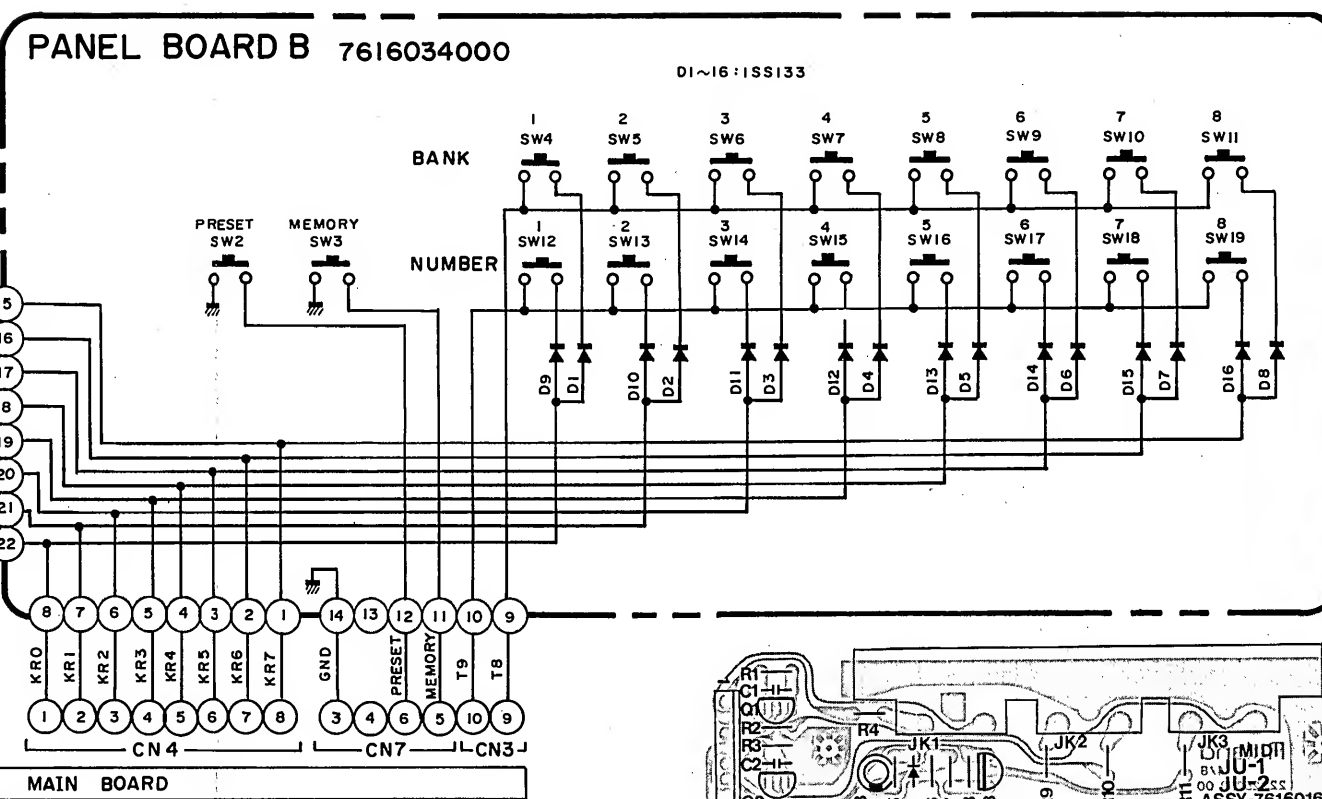 PANEL BOARD B 7616034000
D1~16:1SS133
1 2 3 4 5 6 7 8
SW4 SW5 SW6 SW7 SW8 SW9 SW10 SW11
BANK
PRESET MEMORY
SW2 SW3
1 2 3 4 5 6 7 8
SW12 SW13 SW14 SW15 SW16 SW17 SW18 SW19
NUMBER
5
16
17
8
19
20
21
22
D9 D1 D10 D2 D11 D3 D12 D4 D13 D5 D14 D6 D15 D7 D16 D8
8 7 6 5 4 3 2 1 14 13 12 11 10 9
KR0 KR1 KR2 KR3 KR4 KR5 KR6 KR7 GND PRESET MEMORY T9 T8
1 2 3 4 5 6 7 8 3 4 6 5 10 9
CN4 CN7 CN3
MAIN BOARD
R1
C1
Q1
R2
R4
R3
JK1 JK2 JK3 MIDI
C2
JU-1
JU-2
ASSY 7616016